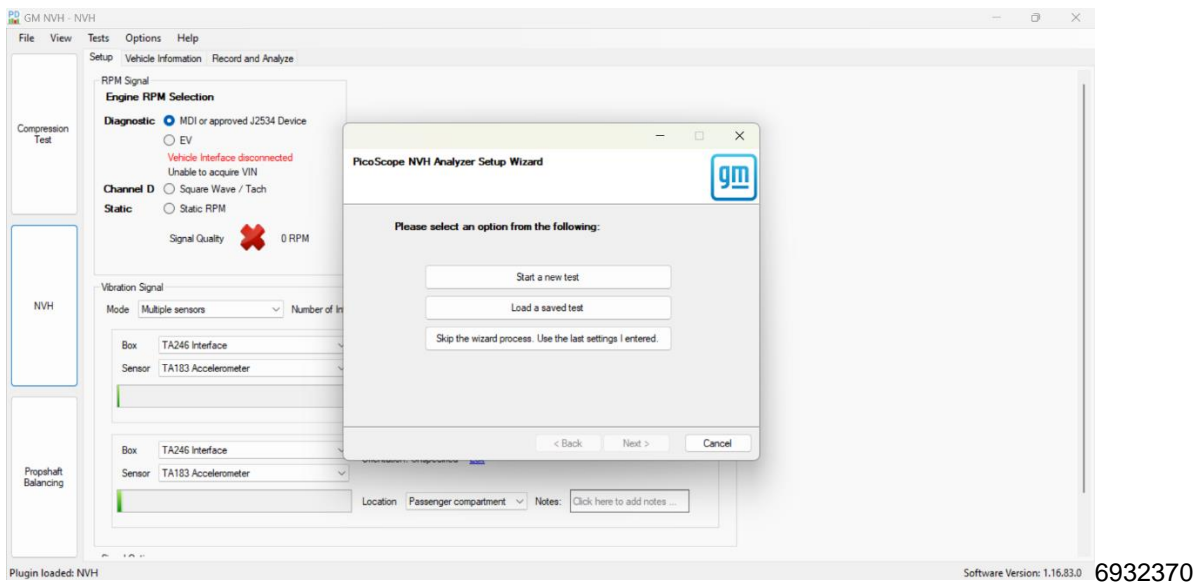 GM NVH - NVH
File View Tests Options Help
Setup Vehicle Information Record and Analyze
RPM Signal
Engine RPM Selection
Diagnostic MDI or approved J2534 Device
EV
Vehicle Interface disconnected
Unable to acquire VIN
Channel D Square Wave / Tach
Static Static RPM
Signal Quality 0 RPM
Compression
Test
NVH
Propshaft
Balancing
Vibration Signal
Mode Multiple sensors Number of
Box TA246 Interface
Sensor TA183 Accelerometer
Box TA246 Interface
Sensor TA183 Accelerometer
Location Passenger compartment Notes: Click here to add notes ...
PicoScope NVH Analyzer Setup Wizard
gm
Please select an option from the following:
Start a new test
Load a saved test
Skip the wizard process. Use the last settings I entered.
< Back Next > Cancel
Plugin loaded: NVH
Software Version: 1.16.83.0
6932370